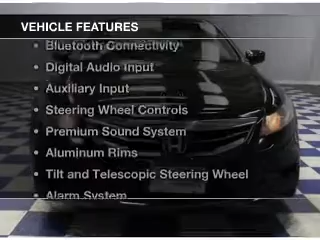 VEHICLE FEATURES
• Bluetooth Connectivity
• Digital Audio Input
• Auxiliary Input
• Steering Wheel Controls
• Premium Sound System
• Aluminum Rims
• Tilt and Telescopic Steering Wheel
• Alarm System